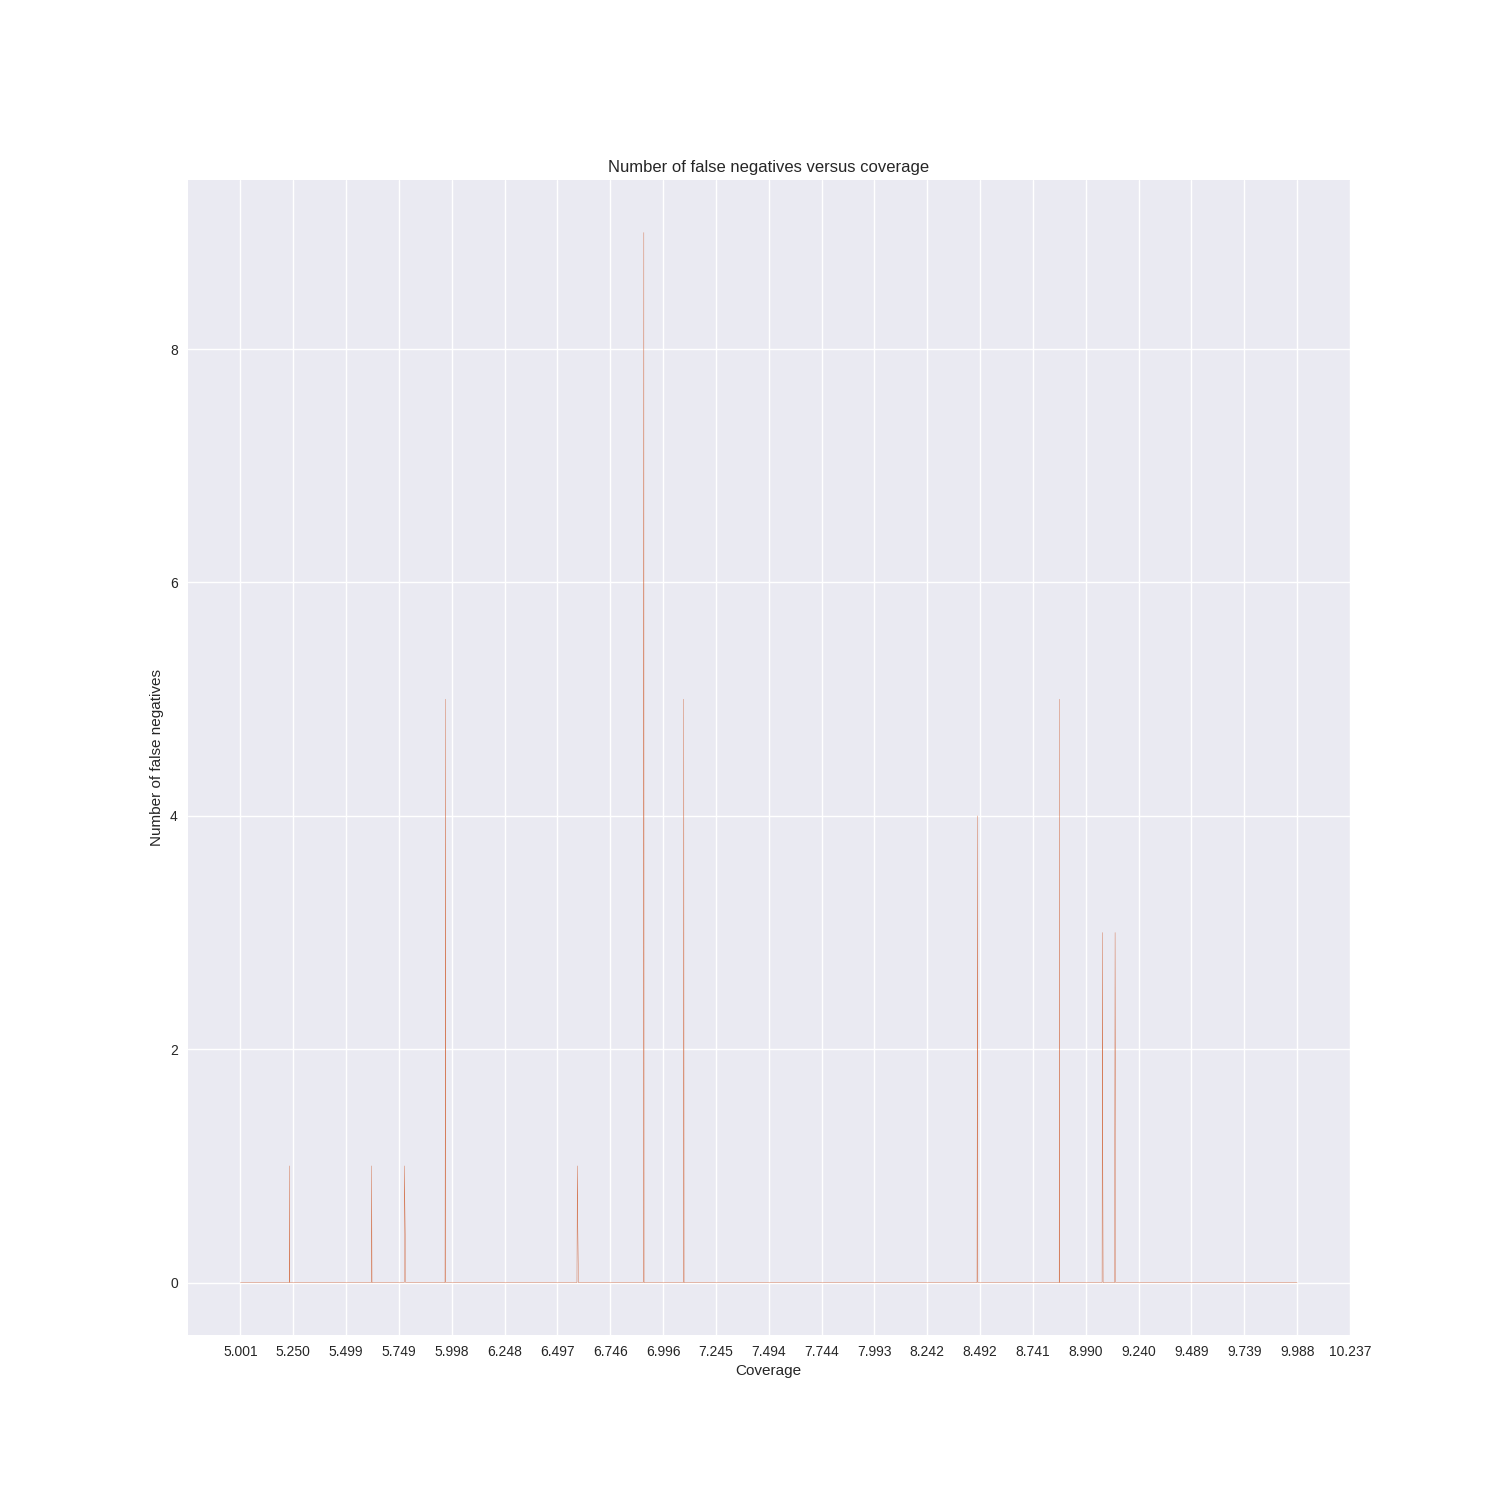 Number of false negatives versus coverage
Number of false negatives
8
6
4
2
0
5.001 5.250 5.499 5.749 5.998 6.248 6.497 6.746 6.996 7.245 7.494 7.744 7.993 8.242 8.492 8.741 8.990 9.240 9.489 9.739 9.988 10.237
Coverage